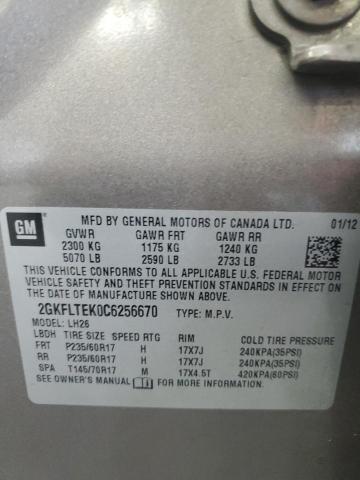 GM
MFD BY GENERAL MOTORS OF CANADA LTD. 01/12
GVWR GAWR FRT GAWR RR
2300 KG 1175 KG 1240 KG
5070 LB 2590 LB 2733 LB
THIS VEHICLE CONFORMS TO ALL APPLICABLE U.S. FEDERAL MOTOR
VEHICLE SAFETY AND THEFT PREVENTION STANDARDS IN EFFECT ON
THE DATE OF MANUFACTURE SHOWN ABOVE.
2GKFLTEK0C6256670 TYPE: M.P.V.
MODEL: LH26
LBDH TIRE SIZE SPEED RTG RIM COLD TIRE PRESSURE
FRT P235/60R17 H 17X7J 240KPA(35PSI)
RR P235/60R17 H 17X7J 240KPA(35PSI)
SPA T145/70R17 M 17X4.5T 420KPA(60PSI)
SEE OWNER'S MANUAL FOR MORE INFORMATION.